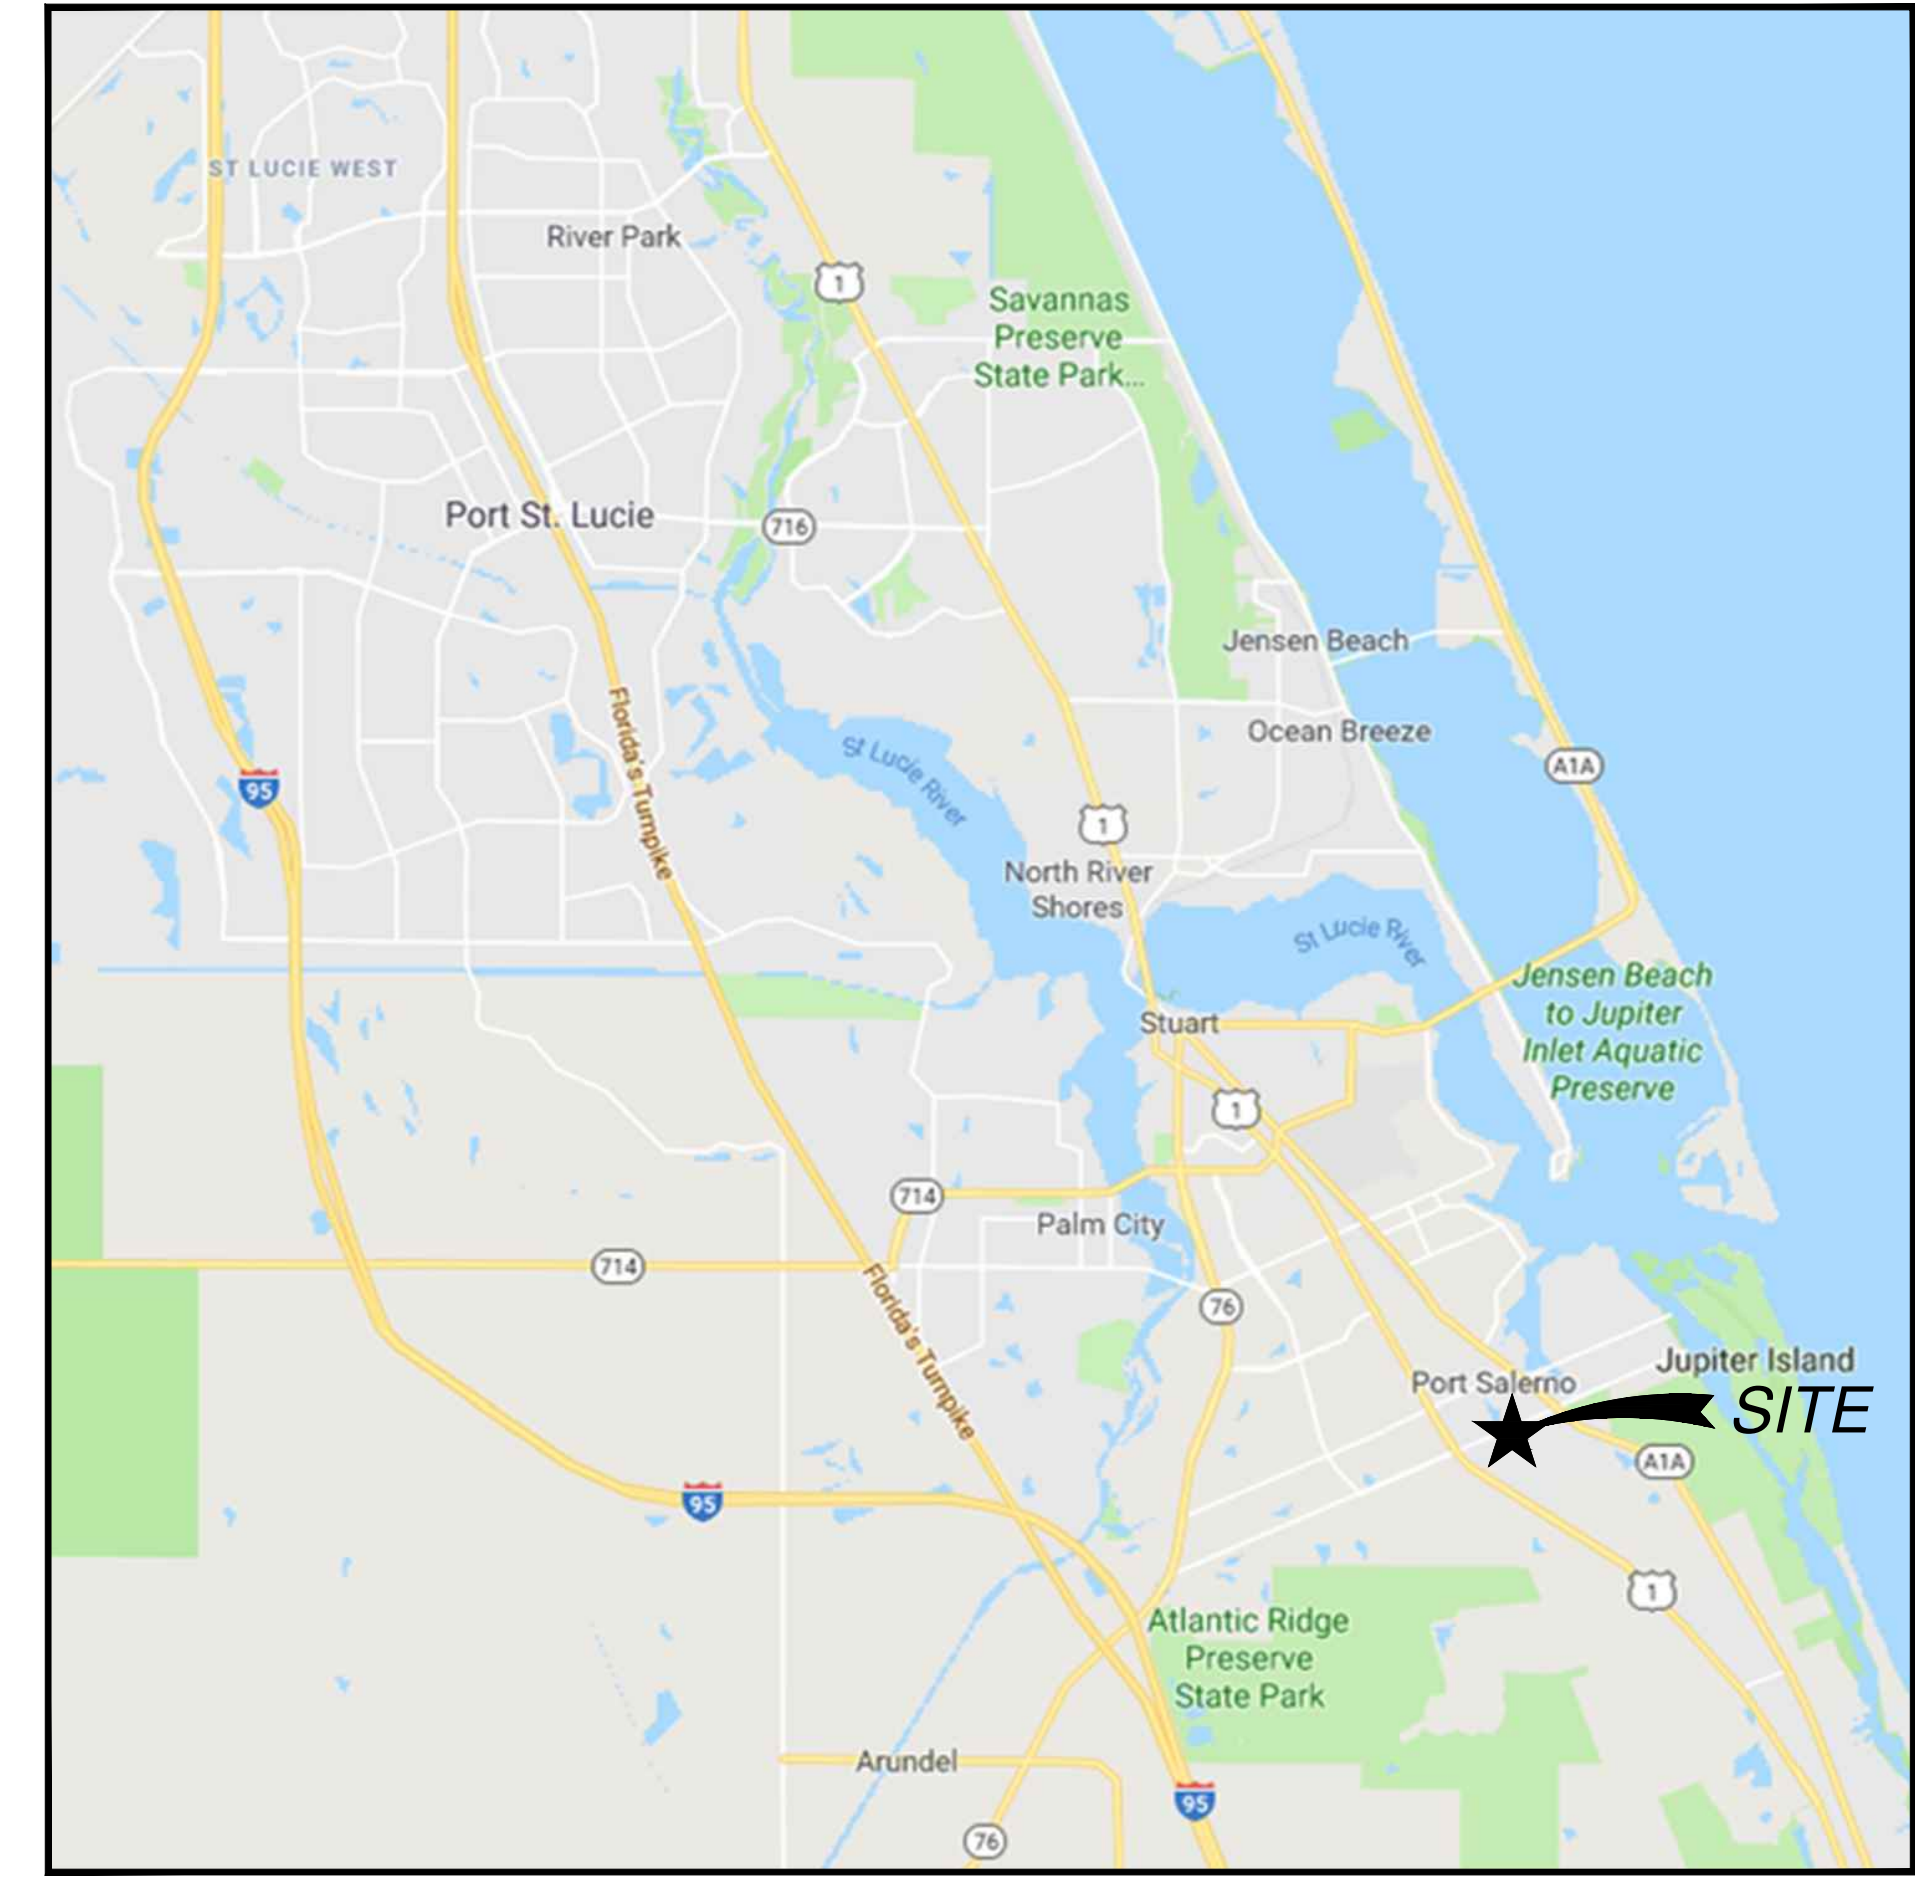 ST LUCIE WEST
River Park
1
Savannas
Preserve
State Park...
Port St. Lucie
716
Jensen Beach
Florida's Turnpike
Ocean Breeze
St Lucie River
A1A
95
1
North River
Shores
St Lucie River
Jensen Beach
to Jupiter
Inlet Aquatic
Preserve
Stuart
1
714
Palm City
714
76
Florida's Turnpike
Jupiter Island
Port Salerno
SITE
A1A
95
1
Atlantic Ridge
Preserve
State Park
Arundel
95
76